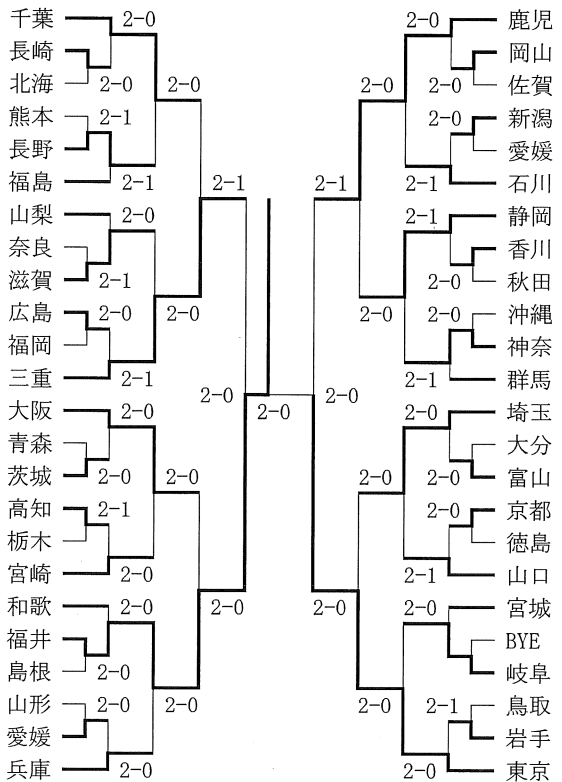 千葉
2-0
長崎
2-0
北海
2-0
熊本
2-1
長野
福島
2-1
2-1
山梨
2-0
奈良
滋賀
2-1
広島
2-0
2-0
福岡
三重
2-1
2-0
大阪
2-0
青森
茨城
2-0
2-0
高知
2-1
栃木
宮崎
2-0
和歌
2-0
2-0
福井
島根
2-0
山形
2-0
2-0
愛媛
兵庫
2-0
2-0
2-0
鹿児
岡山
2-0
2-0
佐賀
2-0
新潟
愛媛
2-1
2-1
石川
2-1
静岡
香川
2-0
秋田
2-0
2-0
沖縄
神奈
2-1
群馬
2-0
2-0
埼玉
大分
2-0
2-0
富山
2-0
京都
徳島
2-1
山口
2-0
2-0
宮城
BYE
岐阜
2-0
2-1
鳥取
岩手
2-0
東京